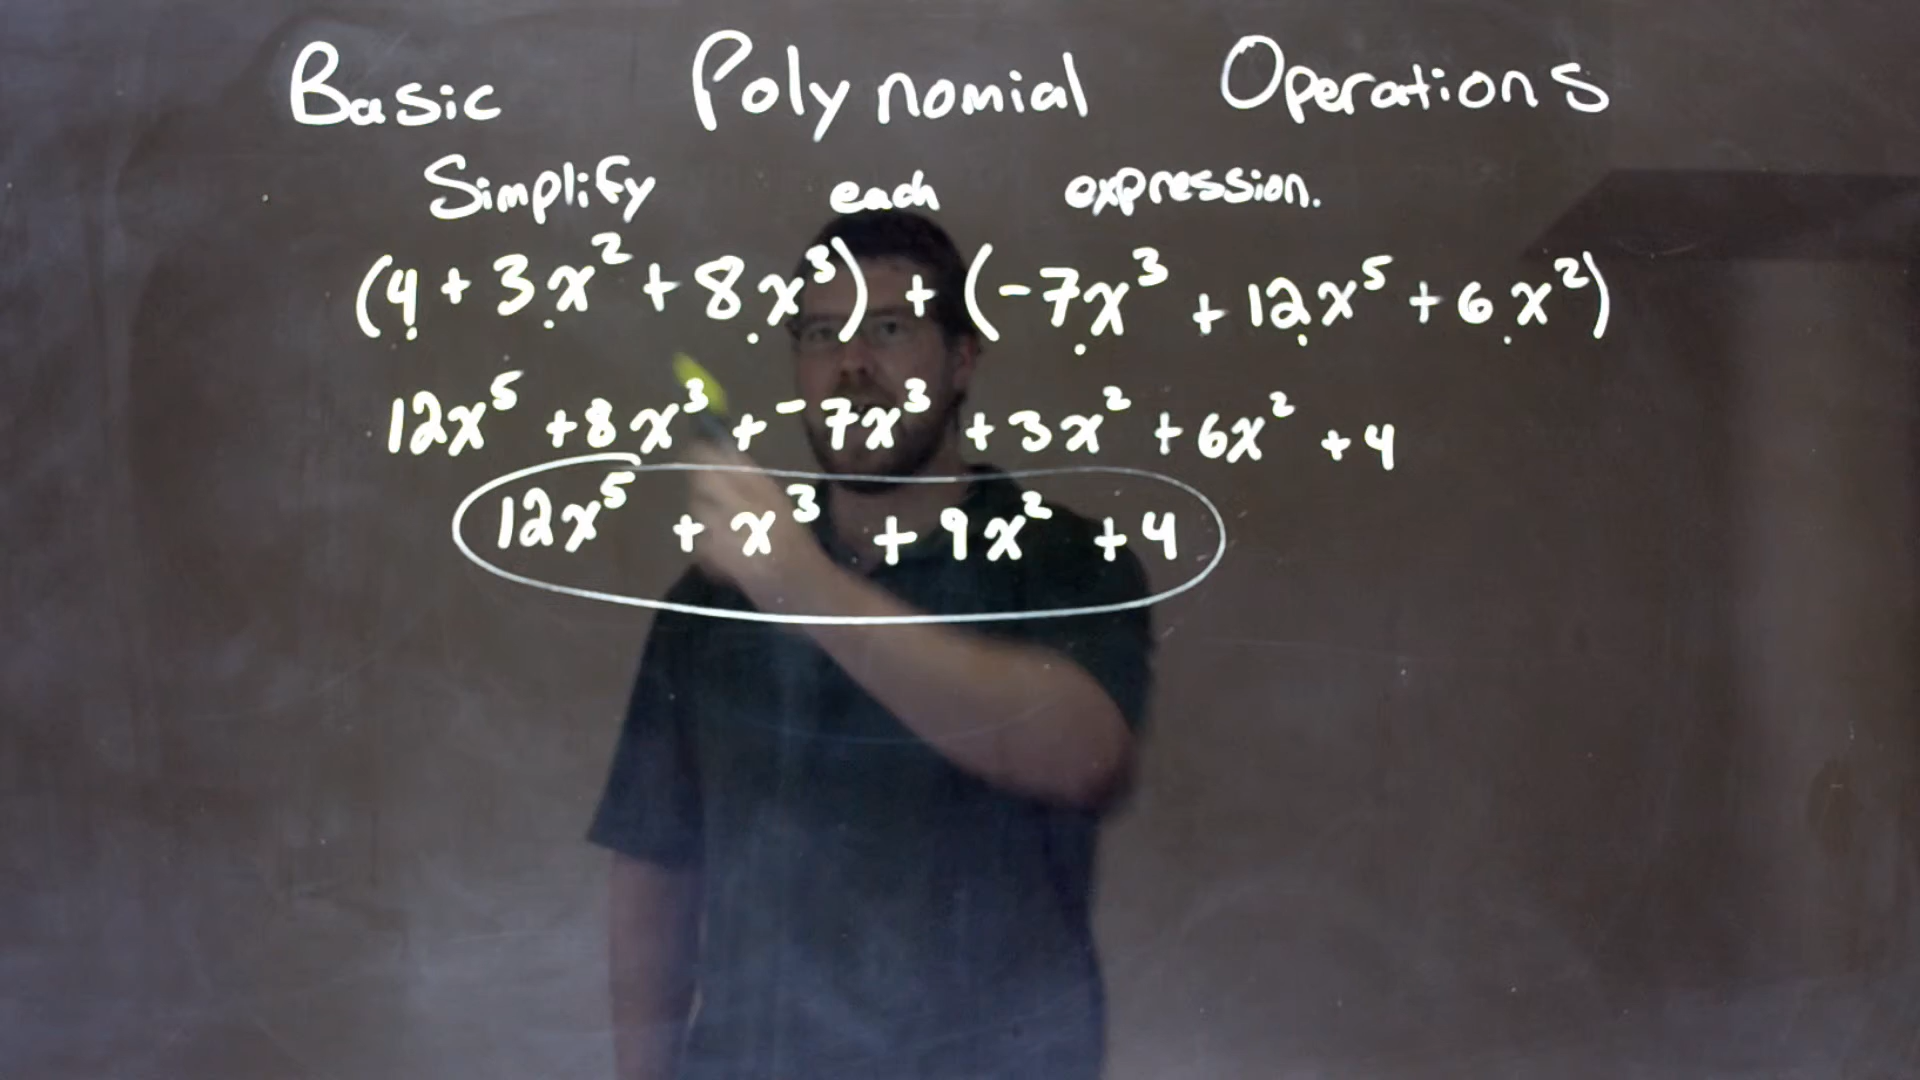 Basic Polynomial Operations
Simplify each expression.
(4 + 3x² + 8x³) + (-7x³ + 12x⁵ + 6x²)
12x⁵ + 8x³ + -7x³ + 3x² + 6x² + 4
12x⁵ + x³ + 9x² + 4